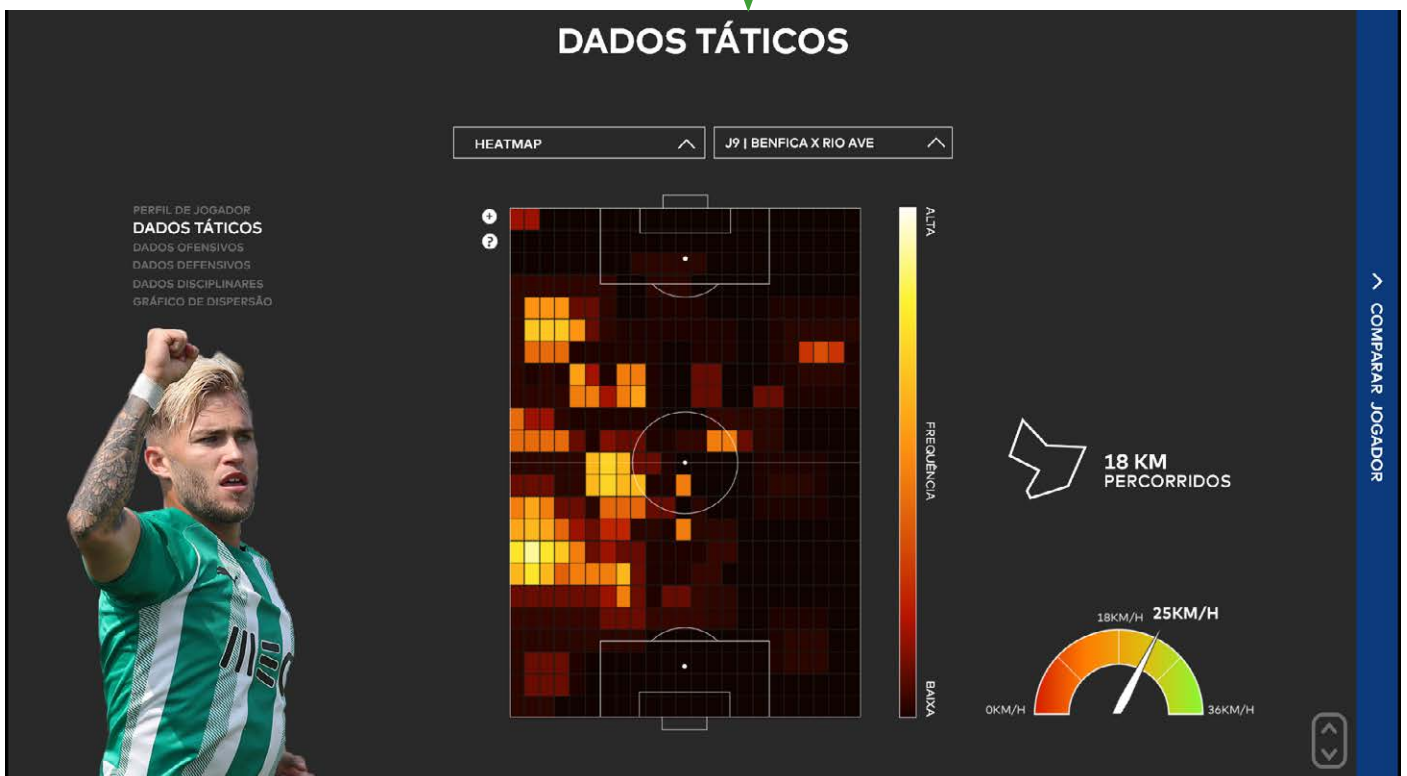 DADOS TÁTICOS
HEATMAP
J9 | BENFICA X RIO AVE
PERFIL DE JOGADOR
DADOS TÁTICOS
DADOS OFENSIVOS
DADOS DEFENSIVOS
DADOS DISCIPLINARES
GRÁFICO DE DISPERSÃO
+
?
ALTA
FREQUÊNCIA
BAIXA
18 KM
PERCORRIDOS
18KM/H
25KM/H
0KM/H
36KM/H
COMPARAR JOGADOR